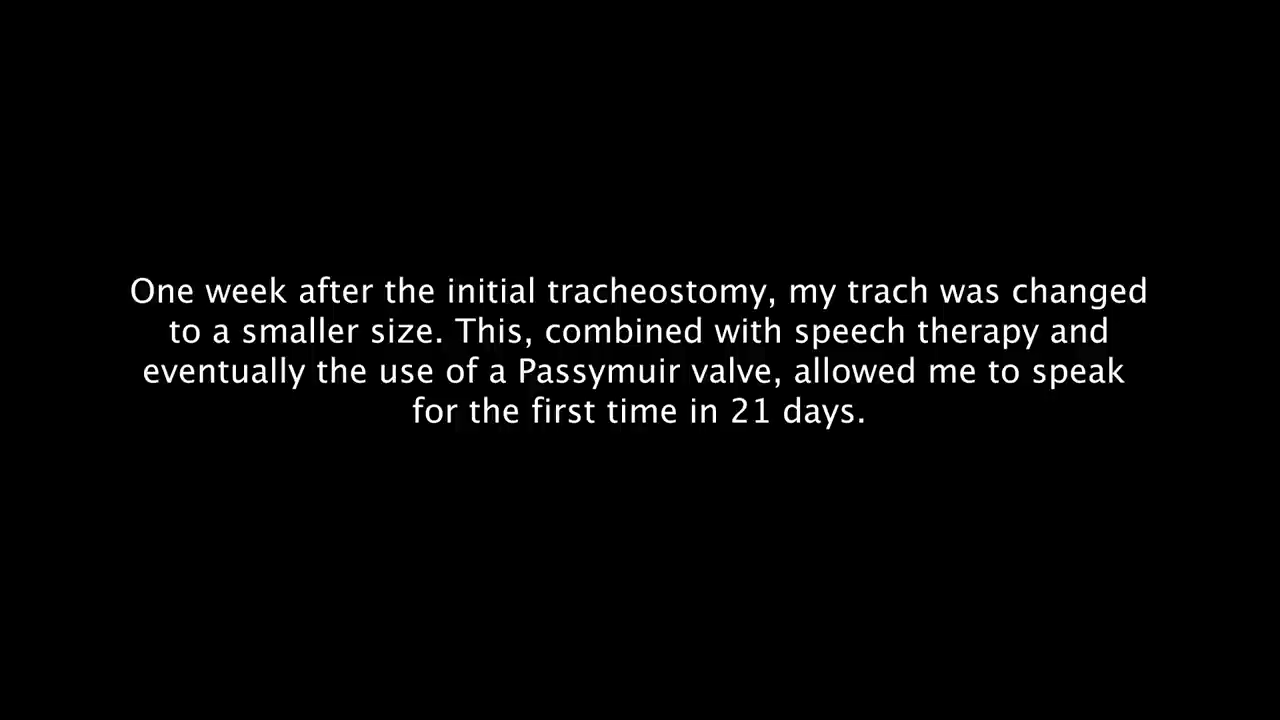 One week after the initial tracheostomy, my trach was changed
to a smaller size. This, combined with speech therapy and
eventually the use of a Passymuir valve, allowed me to speak
for the first time in 21 days.